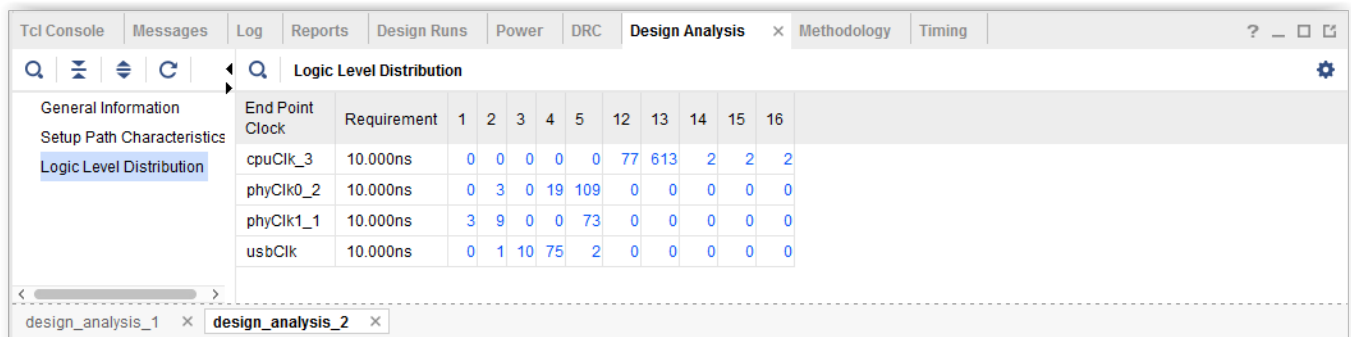 Tcl Console Messages Log Reports Design Runs Power DRC Design Analysis × Methodology Timing ? _
Logic Level Distribution
General Information
Setup Path Characteristics
Logic Level Distribution
End Point Clock Requirement 1 2 3 4 5 12 13 14 15 16
cpuClk_3 10.000ns 0 0 0 0 0 77 613 2 2 2
phyClk0_2 10.000ns 0 3 0 19 109 0 0 0 0 0
phyClk1_1 10.000ns 3 9 0 0 73 0 0 0 0 0
usbClk 10.000ns 0 1 10 75 2 0 0 0 0 0
design_analysis_1 × design_analysis_2 ×